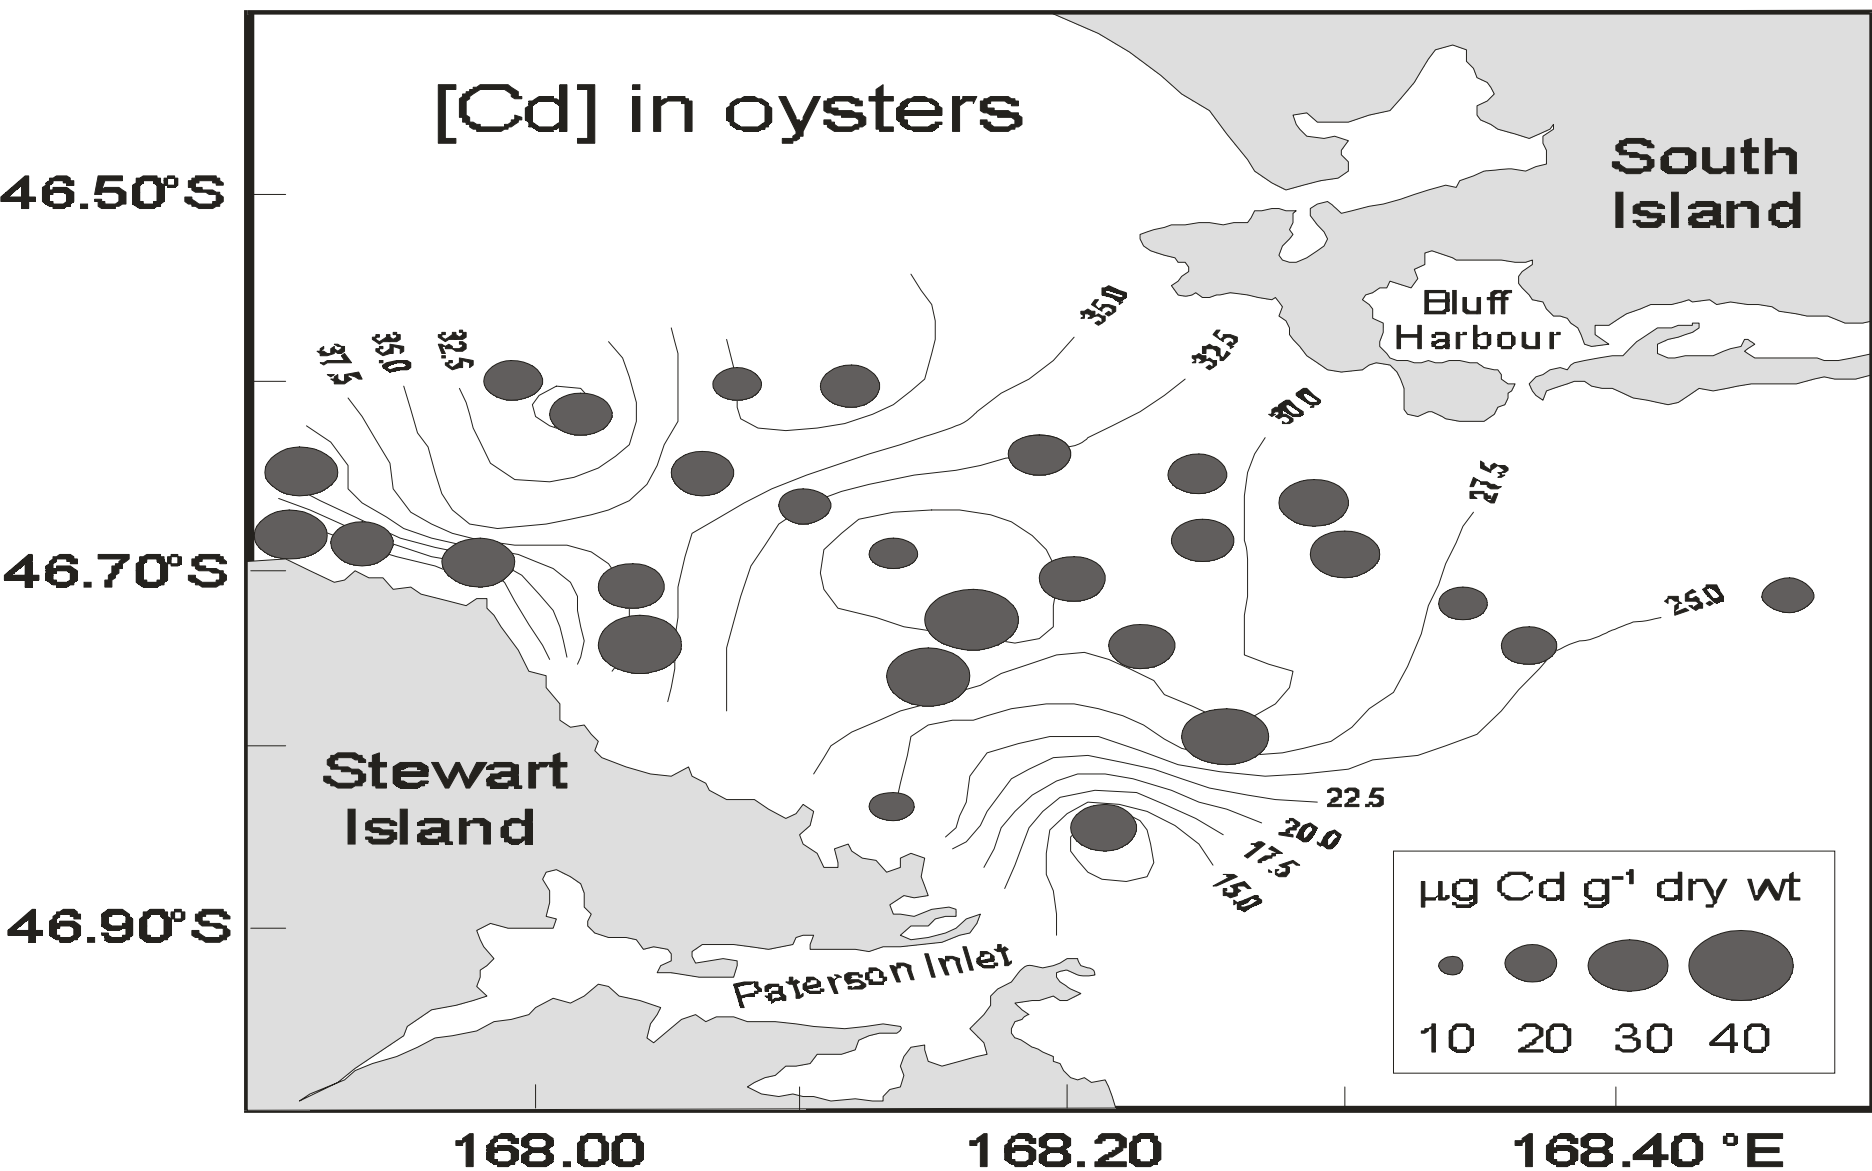 [Cd] in oysters
South
Island
46.50°S
Bluff
Harbour
35.0
32.5
37.5
35.0
32.5
30.0
27.5
46.70°S
25.0
Stewart
Island
22.5
20.0
17.5
15.0
µg Cd g⁻¹ dry wt
46.90°S
Paterson Inlet
10 20 30 40
168.00 168.20 168.40 °E